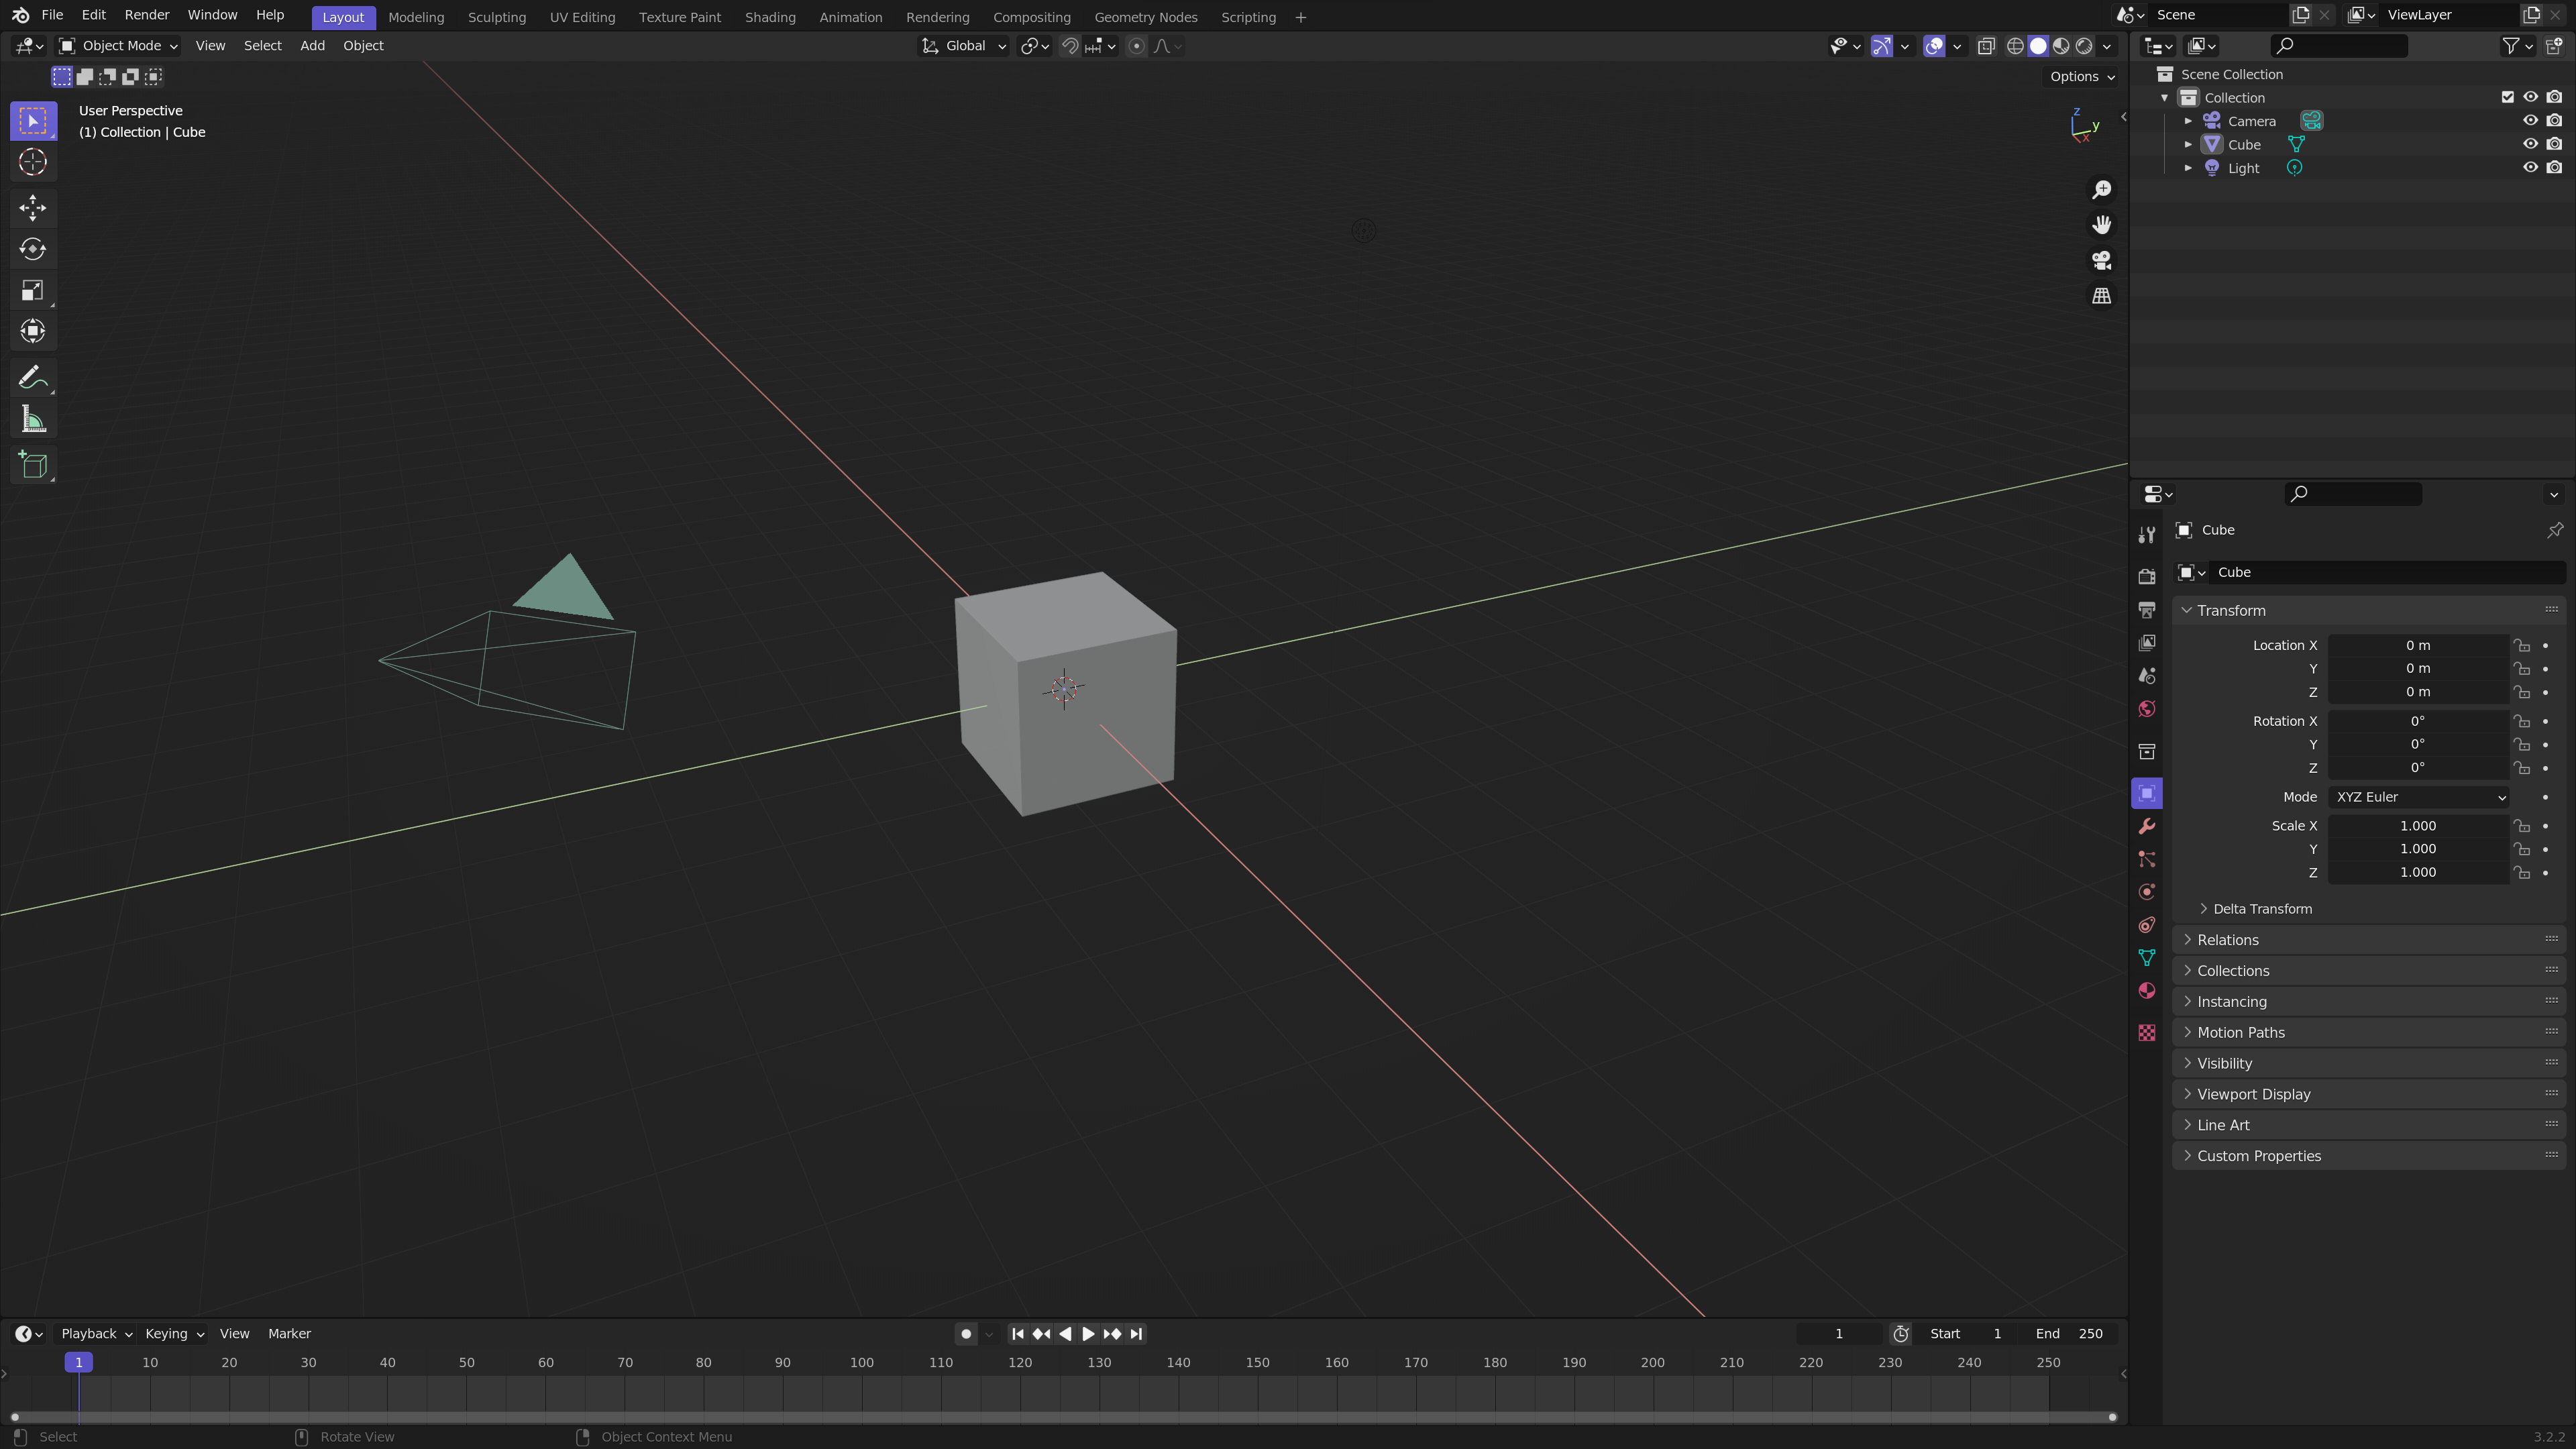 File Edit Render Window Help Layout Modeling Sculpting UV Editing Texture Paint Shading Animation Rendering Compositing Geometry Nodes Scripting + Scene ViewLayer
Object Mode View Select Add Object Global
Options
User Perspective
(1) Collection | Cube
Z
Y
X
Scene Collection
Collection
Camera
Cube
Light
Cube
Cube
Transform
Location X 0 m
Y 0 m
Z 0 m
Rotation X 0°
Y 0°
Z 0°
Mode XYZ Euler
Scale X 1.000
Y 1.000
Z 1.000
Delta Transform
Relations
Collections
Instancing
Motion Paths
Visibility
Viewport Display
Line Art
Custom Properties
Playback Keying View Marker 1 Start 1 End 250
1 10 20 30 40 50 60 70 80 90 100 110 120 130 140 150 160 170 180 190 200 210 220 230 240 250
Select Rotate View Object Context Menu 3.2.2